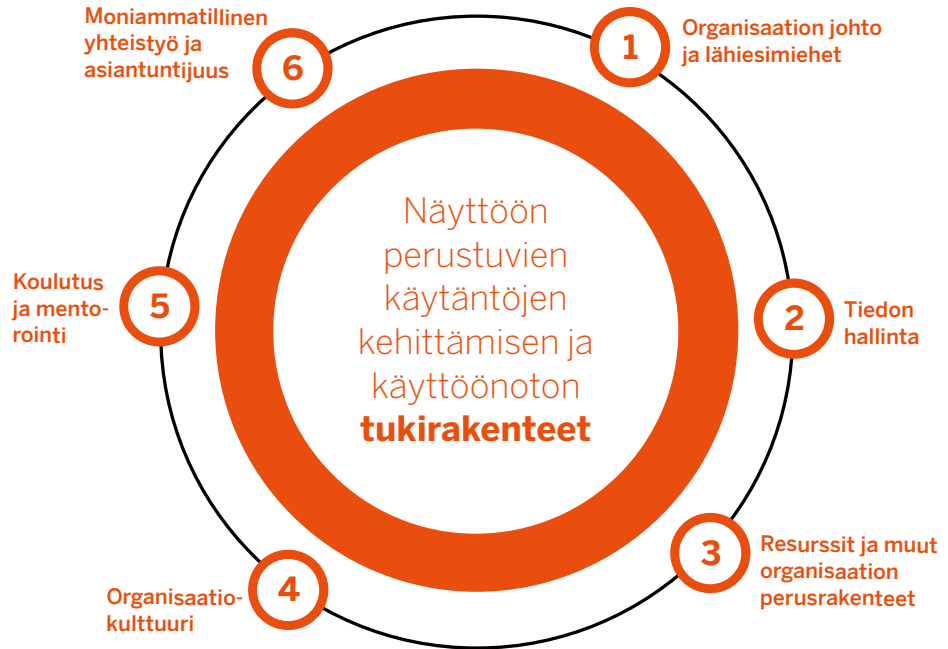 Näyttöön
perustuvien
käytäntöjen
kehittämisen ja
käyttöönoton
tukirakenteet
1
Organisaation johto
ja lähiesimiehet
2
Tiedon
hallinta
3
Resurssit ja muut
organisaation
perusrakenteet
4
Organisaatio-
kulttuuri
5
Koulutus
ja mento-
rointi
6
Moniammatillinen
yhteistyö ja
asiantuntijuus